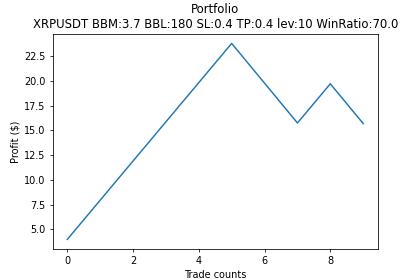 Portfolio
XRPUSDT BBM:3.7 BBL:180 SL:0.4 TP:0.4 lev:10 WinRatio:70.0
22.5
20.0
17.5
15.0
12.5
10.0
7.5
5.0
Profit ($)
0 2 4 6 8
Trade counts